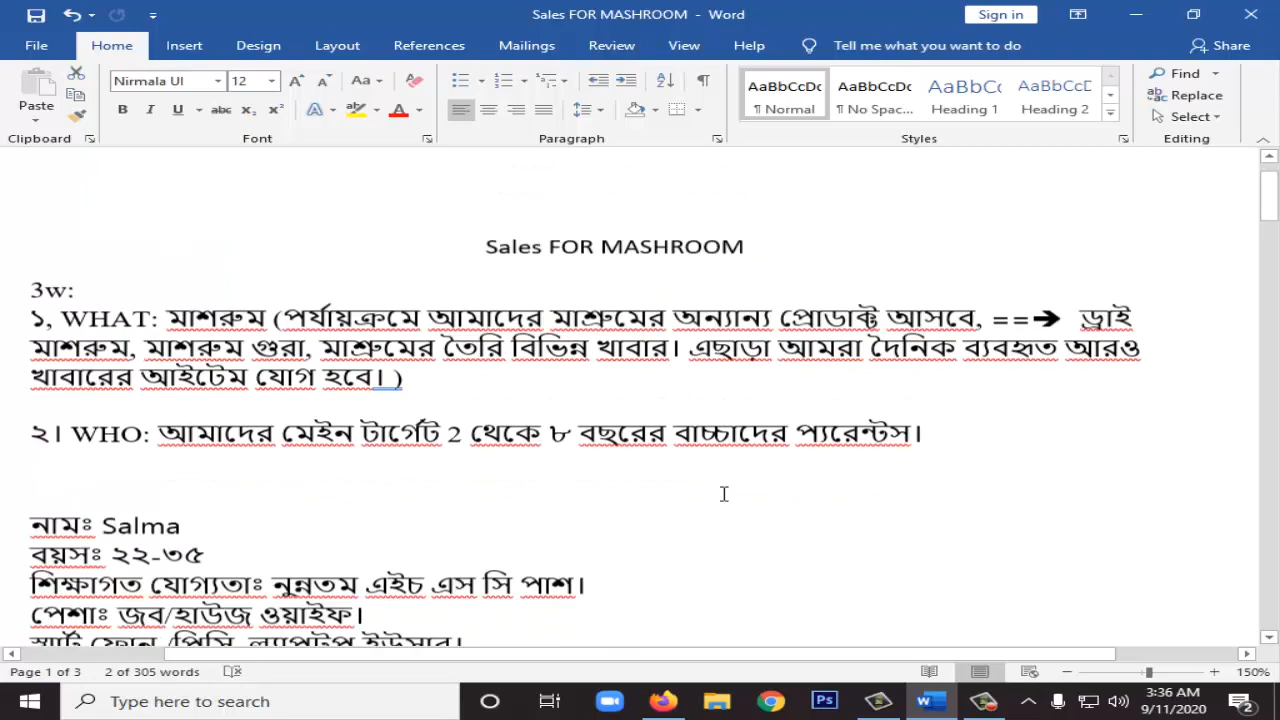 Sales FOR MASHROOM - Word
Sign in
File Home Insert Design Layout References Mailings Review View Help Tell me what you want to do Share
Paste
Nirmala UI 12
Find
Replace
Select
AaBbCcDc AaBbCcDc AaBbCc AaBbCcD
¶ Normal ¶ No Spac... Heading 1 Heading 2
Clipboard Font Paragraph Styles Editing
Sales FOR MASHROOM
3w:
১, WHAT: মাশরুম (পর্যায়ক্রমে আমাদের মাশ্রুমের অন্যান্য প্রোডাক্ট আসবে, ==➔ ড্রাই
মাশরুম, মাশরুম গুরা, মাশ্রুমের তৈরি বিভিন্ন খাবার। এছাড়া আমরা দৈনিক ব্যবহৃত আরও
খাবারের আইটেম যোগ হবে। )
২। WHO: আমাদের মেইন টার্গেট 2 থেকে ৮ বছরের বাচ্চাদের প্যরেন্টস।
নামঃ Salma
বয়সঃ ২২-৩৫
শিক্ষাগত যোগ্যতাঃ নুন্নতম এইচ এস সি পাশ।
পেশাঃ জব/হাউজ ওয়াইফ।
স্মার্ট ফোন /পিসি, ল্যাপটপ ইউসার।
Page 1 of 3 2 of 305 words 150%
Type here to search
3:36 AM
9/11/2020
2